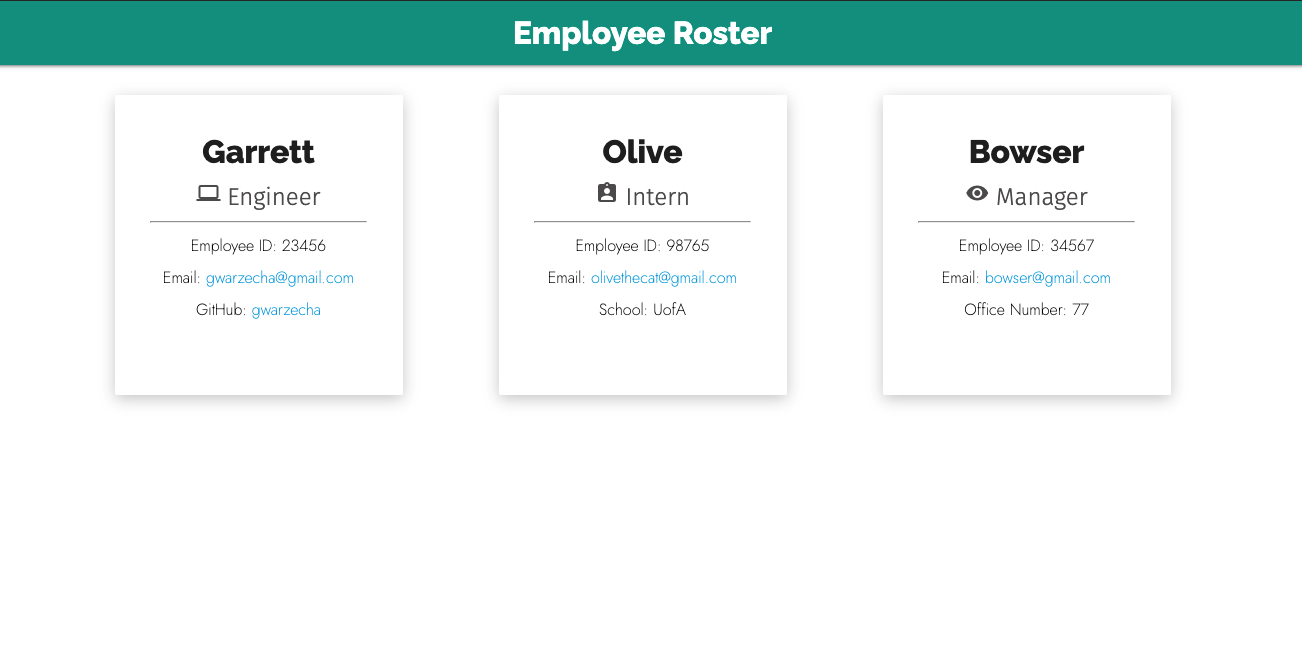 Employee Roster
Garrett
Engineer
Employee ID: 23456
Email: gwarzecha@gmail.com
GitHub: gwarzecha
Olive
Intern
Employee ID: 98765
Email: olivethecat@gmail.com
School: UofA
Bowser
Manager
Employee ID: 34567
Email: bowser@gmail.com
Office Number: 77